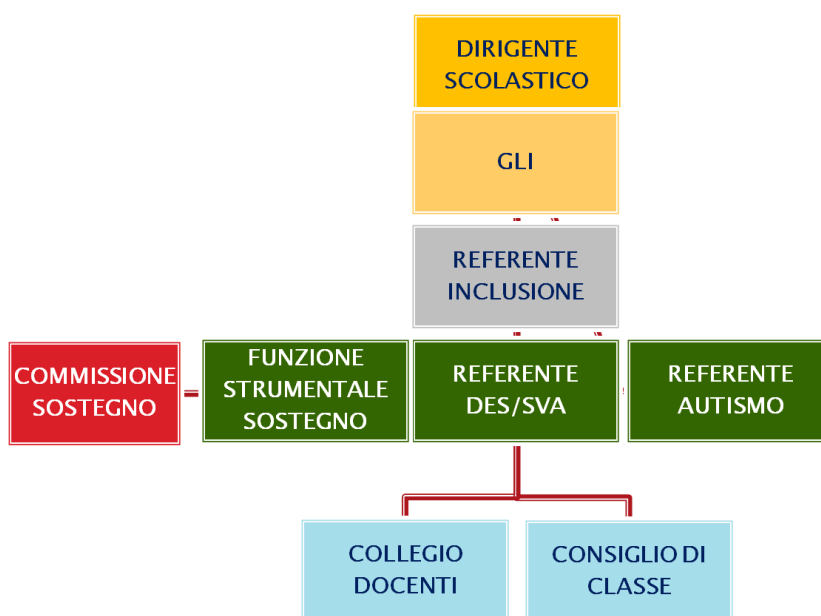 DIRIGENTE
SCOLASTICO
GLI
REFERENTE
INCLUSIONE
COMMISSIONE
SOSTEGNO
FUNZIONE
STRUMENTALE
SOSTEGNO
REFERENTE
DES/SVA
REFERENTE
AUTISMO
COLLEGIO
DOCENTI
CONSIGLIO DI
CLASSE